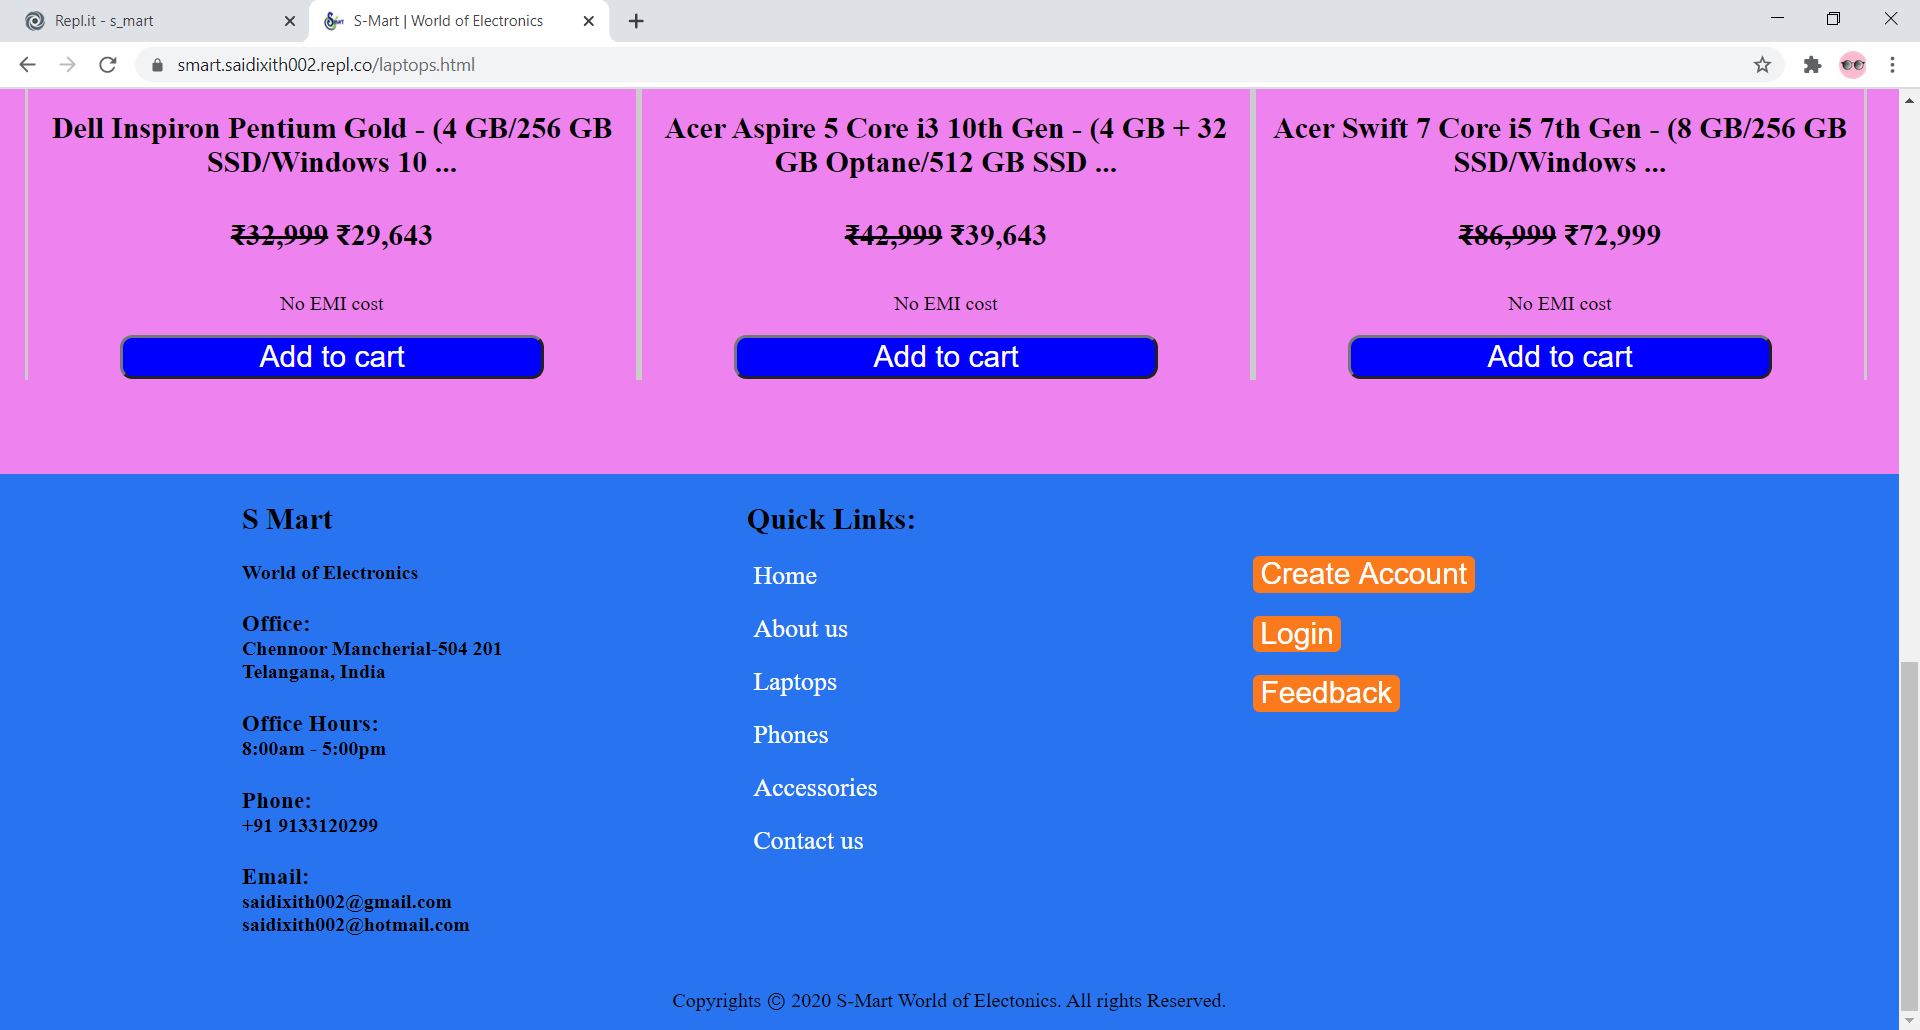 Repl.it - s_mart
S-Mart | World of Electronics
smart.saidixith002.repl.co/laptops.html
Dell Inspiron Pentium Gold - (4 GB/256 GB
SSD/Windows 10 ...
₹32,999 ₹29,643
No EMI cost
Add to cart
Acer Aspire 5 Core i3 10th Gen - (4 GB + 32
GB Optane/512 GB SSD ...
₹42,999 ₹39,643
No EMI cost
Add to cart
Acer Swift 7 Core i5 7th Gen - (8 GB/256 GB
SSD/Windows ...
₹86,999 ₹72,999
No EMI cost
Add to cart
S Mart
World of Electronics
Office:
Chennoor Mancherial-504 201
Telangana, India
Office Hours:
8:00am - 5:00pm
Phone:
+91 9133120299
Email:
saidixith002@gmail.com
saidixith002@hotmail.com
Quick Links:
Home
About us
Laptops
Phones
Accessories
Contact us
Create Account
Login
Feedback
Copyrights © 2020 S-Mart World of Electonics. All rights Reserved.